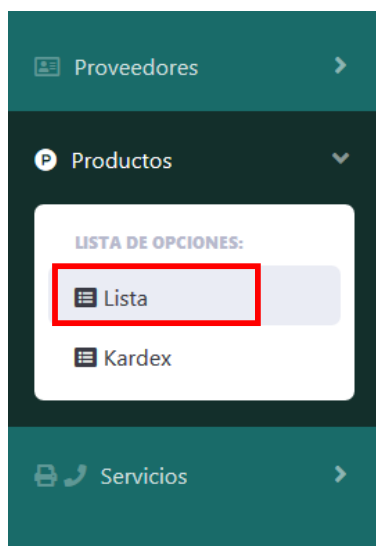 Proveedores
P Productos
LISTA DE OPCIONES:
Lista
Kardex
Servicios